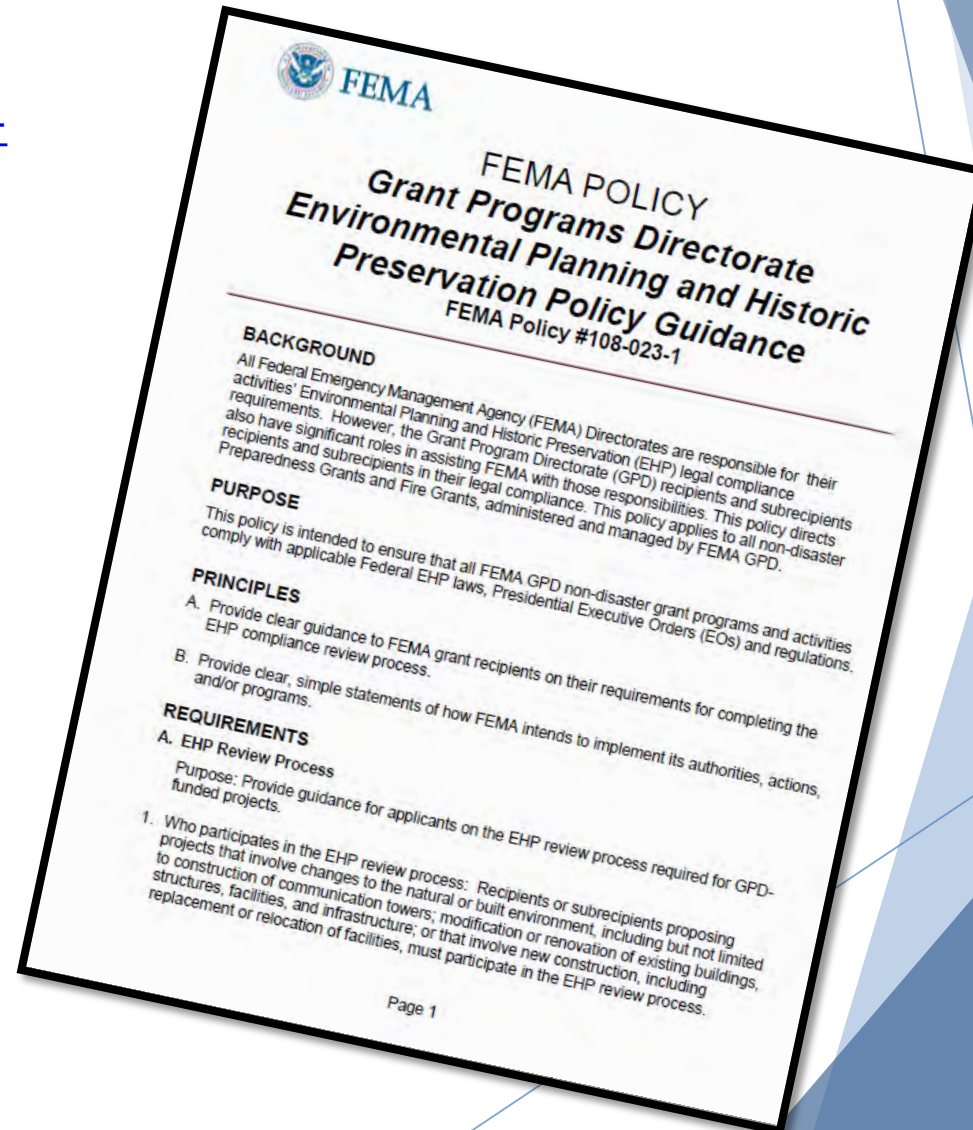 FEMA
FEMA POLICY
Grant Programs Directorate
Environmental Planning and Historic
Preservation Policy Guidance
FEMA Policy #108-023-1
BACKGROUND
All Federal Emergency Management Agency (FEMA) Directorates are responsible for their
activities' Environmental Planning and Historic Preservation (EHP) legal compliance
requirements. However, the Grant Program Directorate (GPD) recipients and subrecipients
also have significant roles in assisting FEMA with those responsibilities. This policy directs
recipients and subrecipients in their legal compliance. This policy applies to all non-disaster
Preparedness Grants and Fire Grants, administered and managed by FEMA GPD.
PURPOSE
This policy is intended to ensure that all FEMA GPD non-disaster grant programs and activities
comply with applicable Federal EHP laws, Presidential Executive Orders (EOs) and regulations.
PRINCIPLES
A. Provide clear guidance to FEMA grant recipients on their requirements for completing the
EHP compliance review process.
B. Provide clear, simple statements of how FEMA intends to implement its authorities, actions,
and/or programs.
REQUIREMENTS
A. EHP Review Process
Purpose: Provide guidance for applicants on the EHP review process required for GPD-
funded projects.
1. Who participates in the EHP review process: Recipients or subrecipients proposing
projects that involve changes to the natural or built environment, including but not limited
to construction of communication towers; modification or renovation of existing buildings,
structures, facilities, and infrastructure; or that involve new construction, including
replacement or relocation of facilities, must participate in the EHP review process.
Page 1